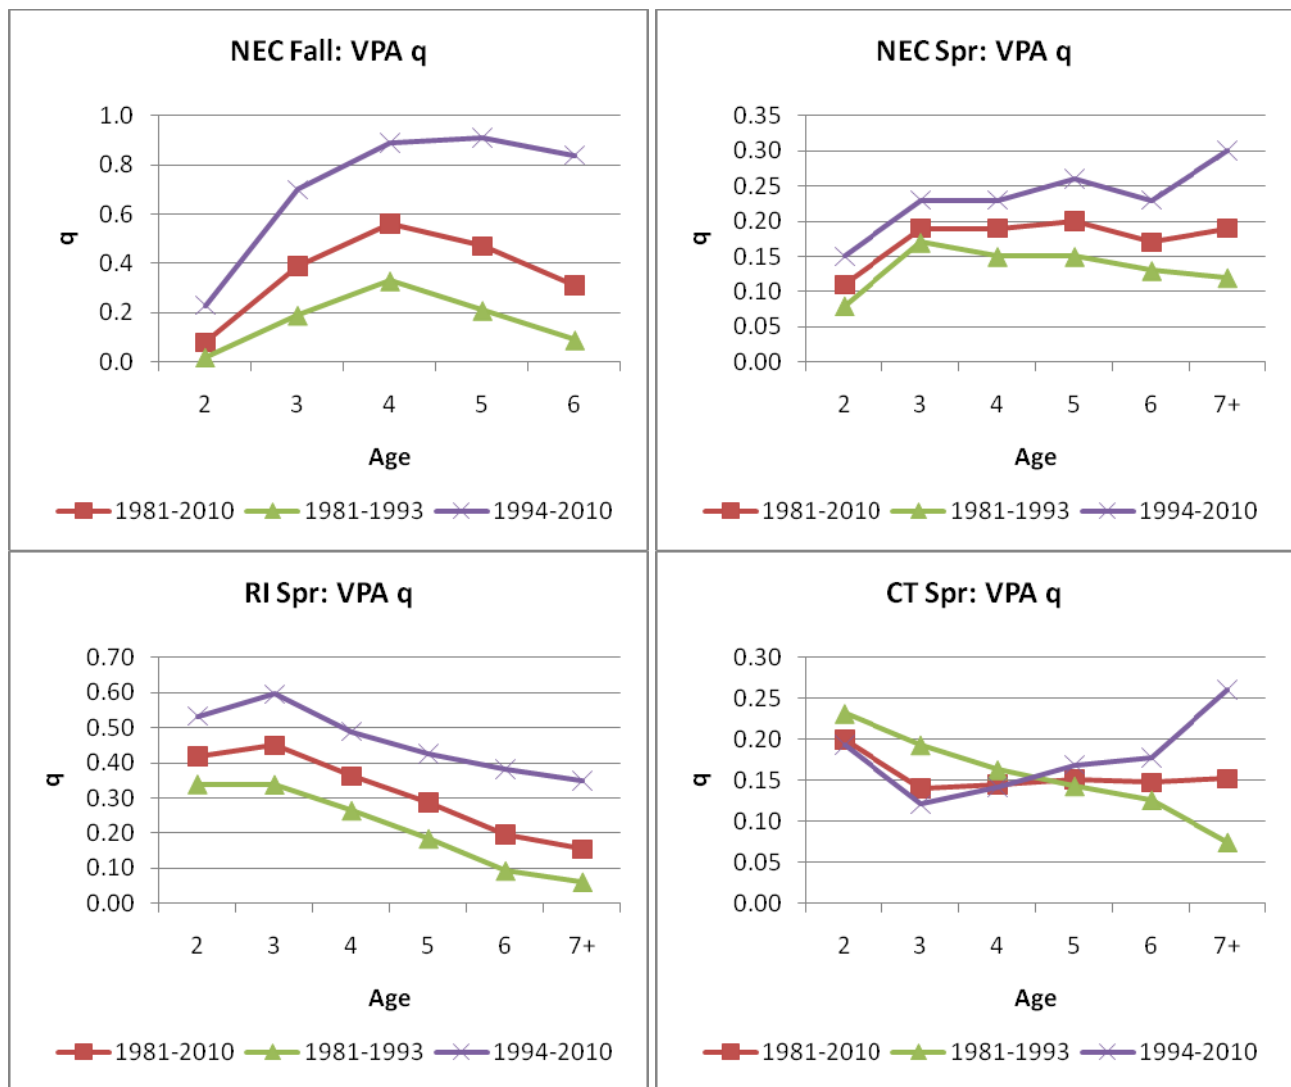 NEC Fall: VPA q
1.0
0.8
0.6
0.4
0.2
0.0
q
2 3 4 5 6
Age
1981-2010 1981-1993 1994-2010
NEC Spr: VPA q
0.35
0.30
0.25
0.20
0.15
0.10
0.05
0.00
q
2 3 4 5 6 7+
Age
1981-2010 1981-1993 1994-2010
RI Spr: VPA q
0.70
0.60
0.50
0.40
0.30
0.20
0.10
0.00
q
2 3 4 5 6 7+
Age
1981-2010 1981-1993 1994-2010
CT Spr: VPA q
0.30
0.25
0.20
0.15
0.10
0.05
0.00
q
2 3 4 5 6 7+
Age
1981-2010 1981-1993 1994-2010